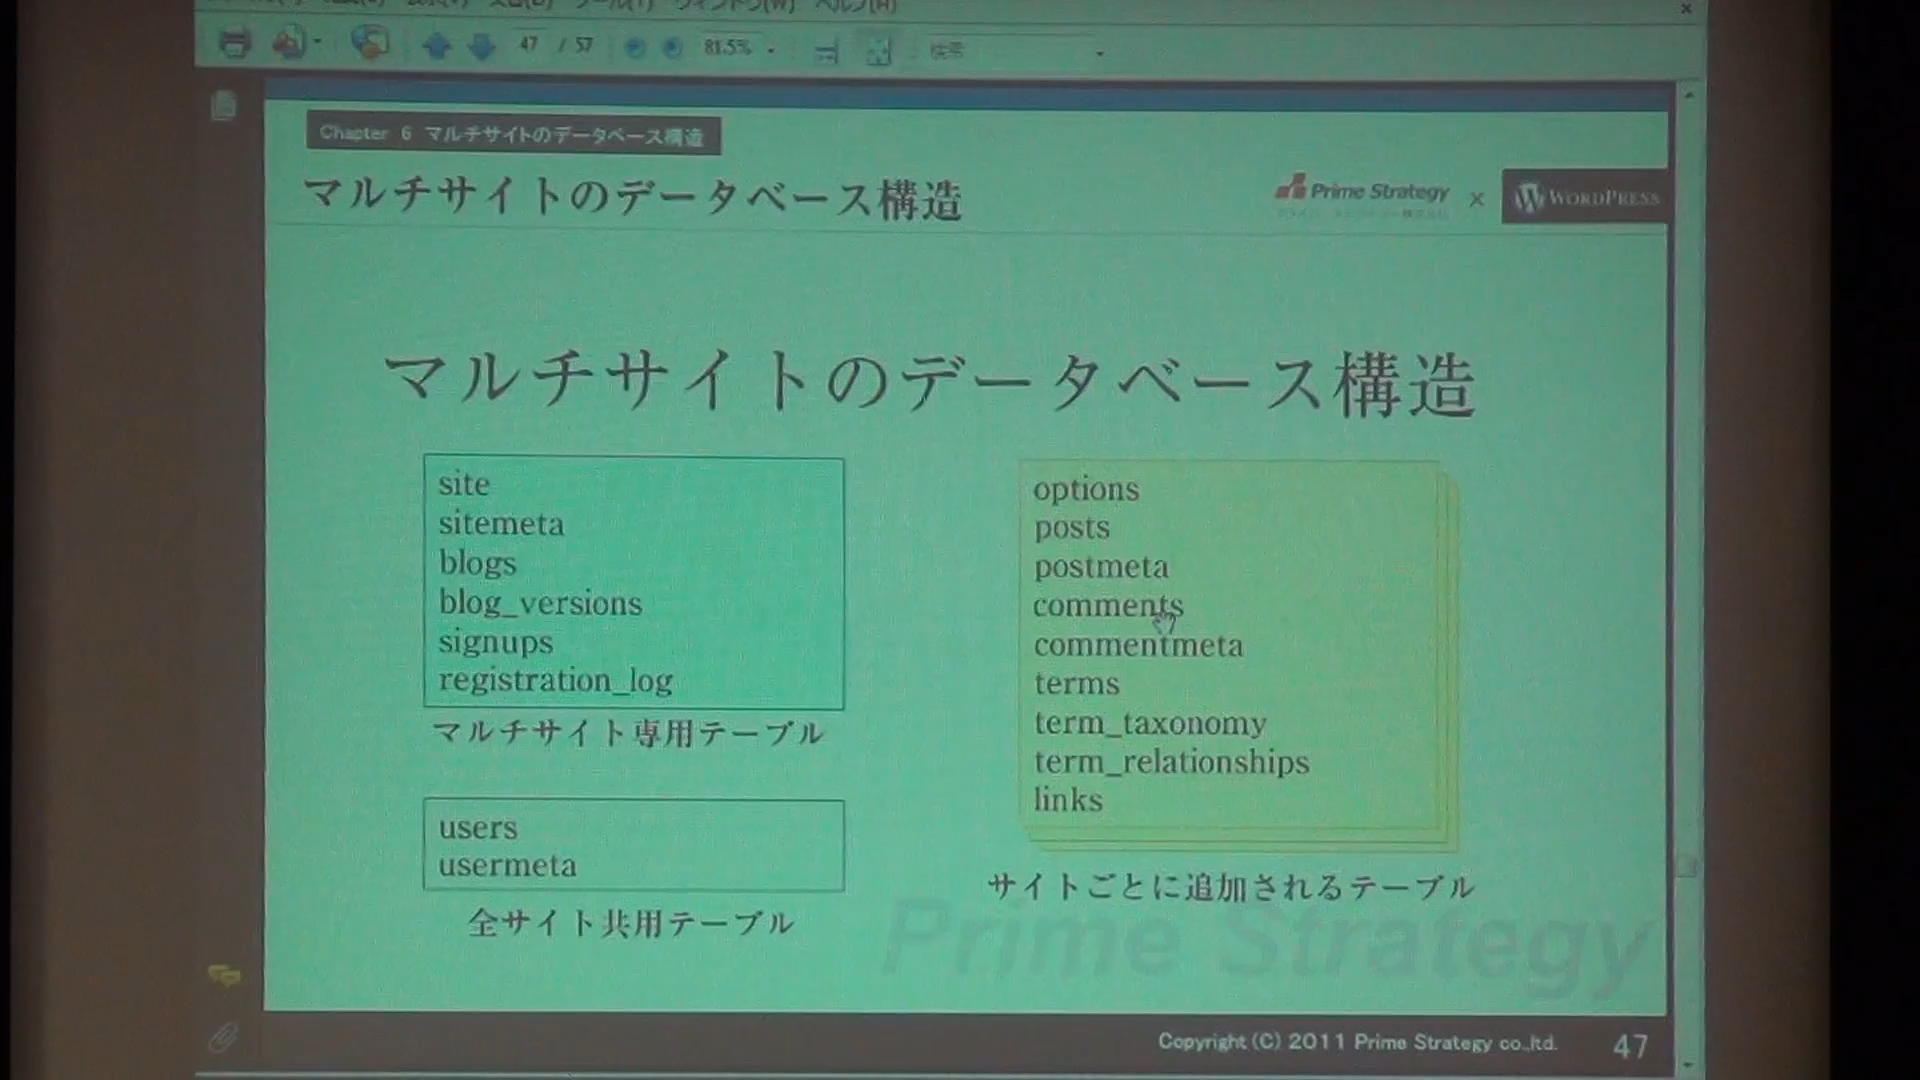 47 / 57
81.5%
検索
Chapter 6 マルチサイトのデータベース構造
マルチサイトのデータベース構造
Prime Strategy × WORDPRESS
マルチサイトのデータベース構造
site
sitemeta
blogs
blog_versions
signups
registration_log
マルチサイト専用テーブル
users
usermeta
全サイト共用テーブル
options
posts
postmeta
comments
commentmeta
terms
term_taxonomy
term_relationships
links
サイトごとに追加されるテーブル
Prime Strategy
Copyright (C) 2011 Prime Strategy co.,ltd.
47